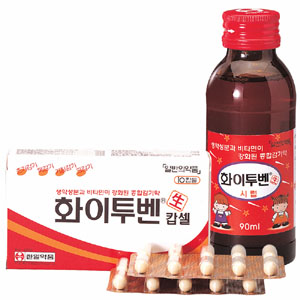 일반의약품
10캡슐
생약성분과 비타민이 강화된 종합감기약
화이투벤® 生
캅셀
한일약품
생약성분과 비타민이
강화된 종합감기약
화이투벤® 生
시럽
90ml